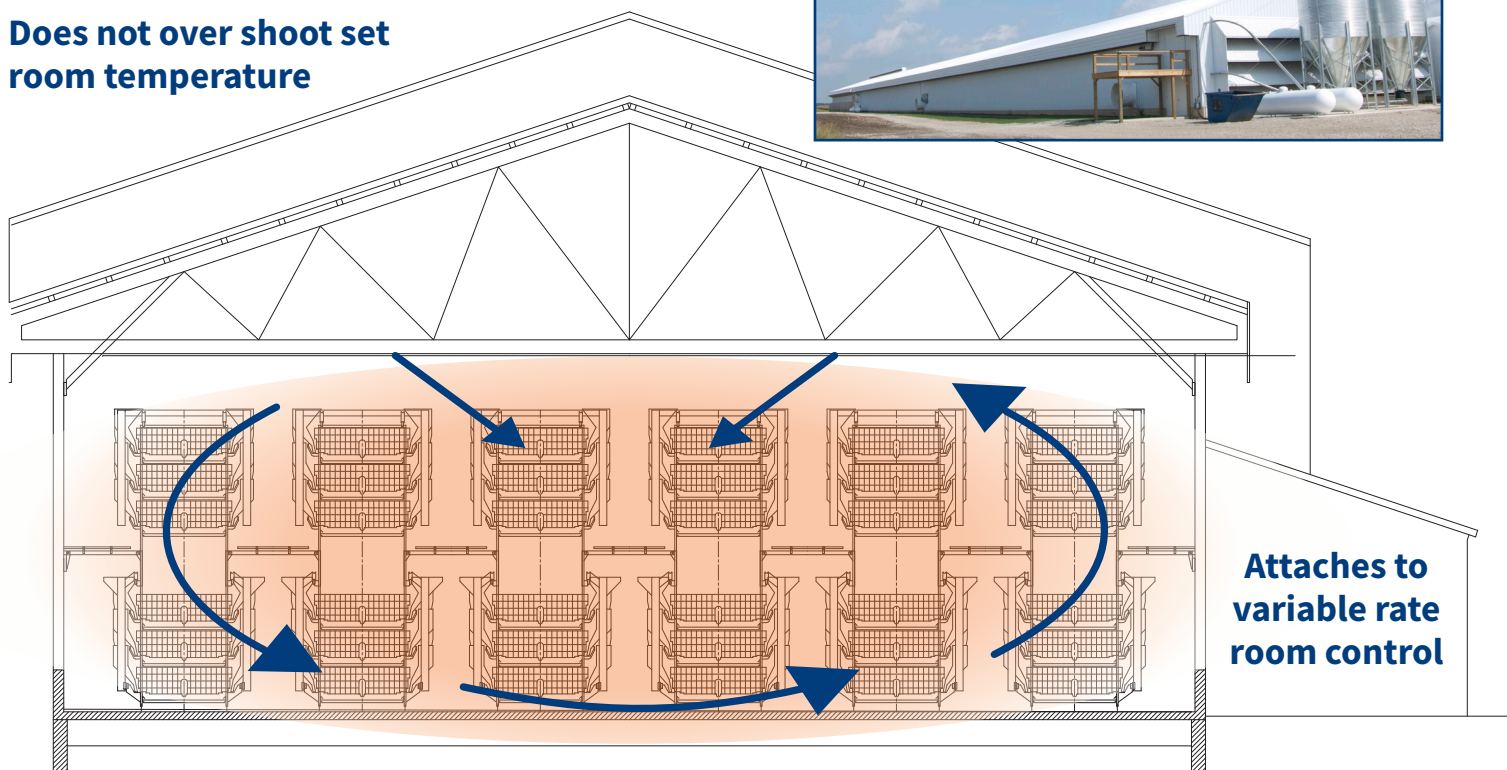 Does not over shoot set
room temperature
Attaches to
variable rate
room control